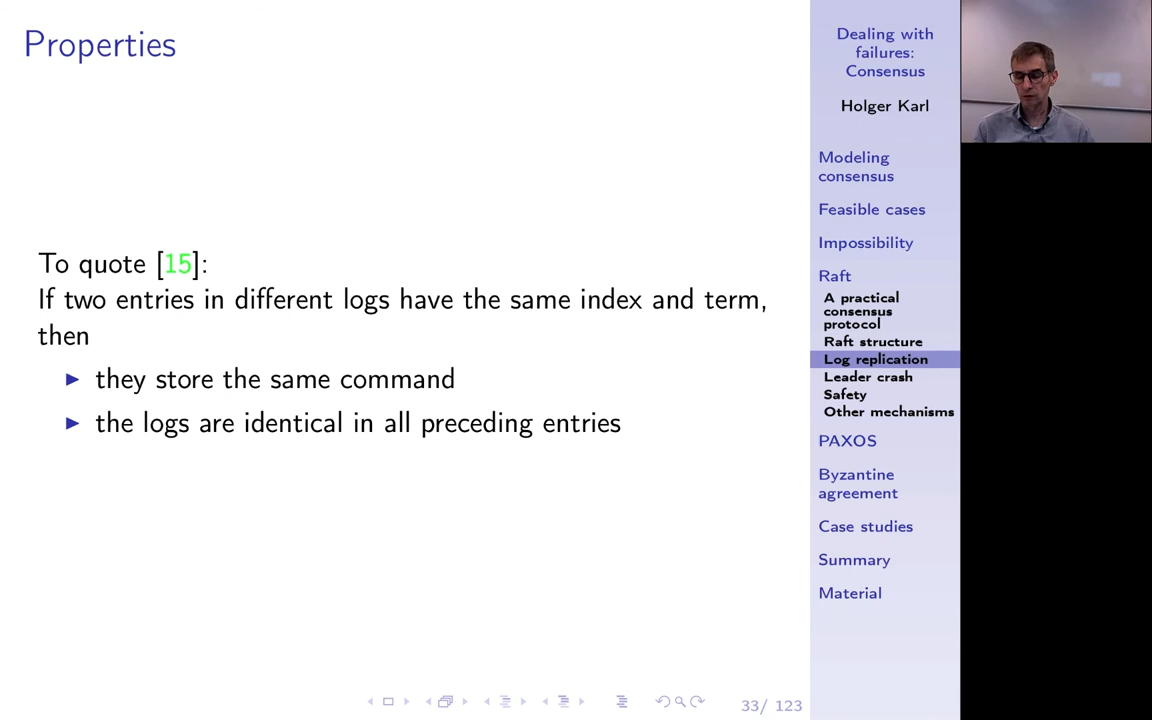 Properties
To quote [15]:
If two entries in different logs have the same index and term,
then
they store the same command
the logs are identical in all preceding entries
33/ 123
Dealing with
failures:
Consensus
Holger Karl
Modeling
consensus
Feasible cases
Impossibility
Raft
A practical
consensus
protocol
Raft structure
Log replication
Leader crash
Safety
Other mechanisms
PAXOS
Byzantine
agreement
Case studies
Summary
Material